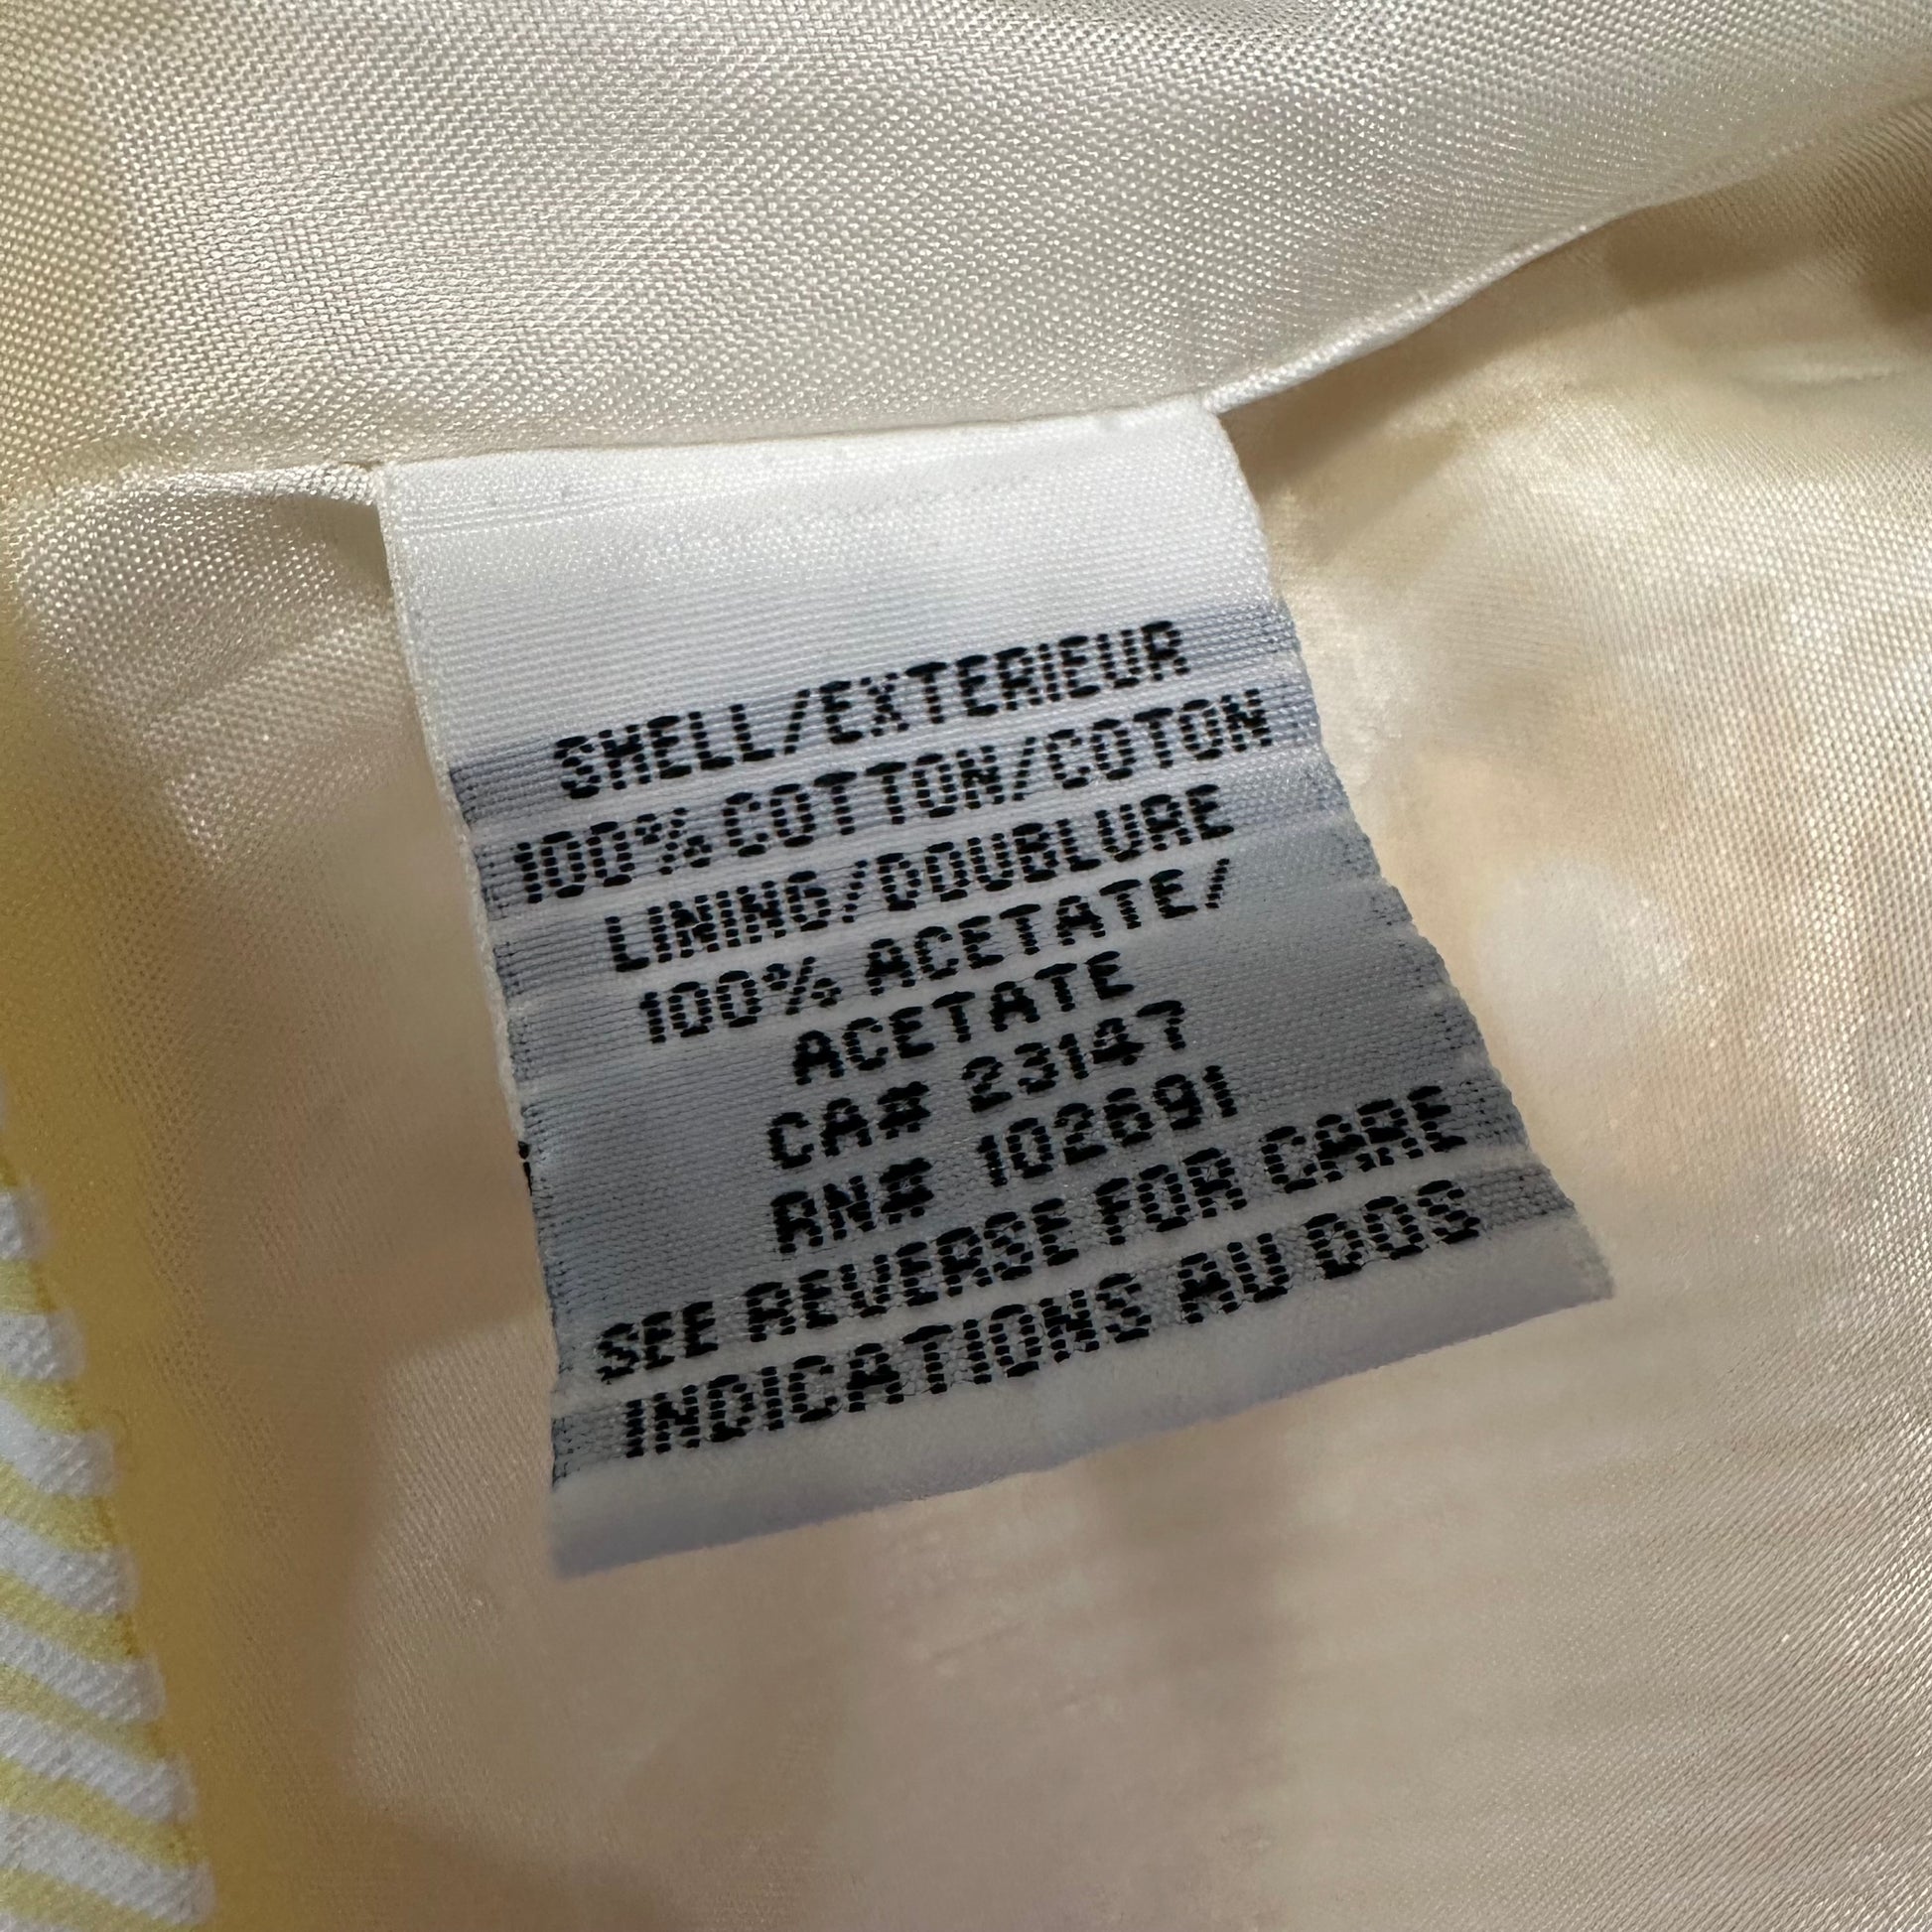 SHELL/EXTERIEUR
100% COTTON/COTON
LINING/DOUBLURE
100% ACETATE/
ACETATE
CA# 23147
RN# 102691
SEE REVERSE FOR CARE
INDICATIONS AU DOS